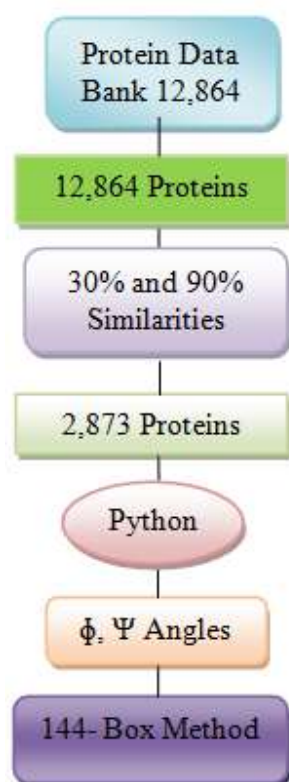 Protein Data
Bank 12,864
12,864 Proteins
30% and 90%
Similarities
2,873 Proteins
Python
ϕ, Ψ Angles
144- Box Method